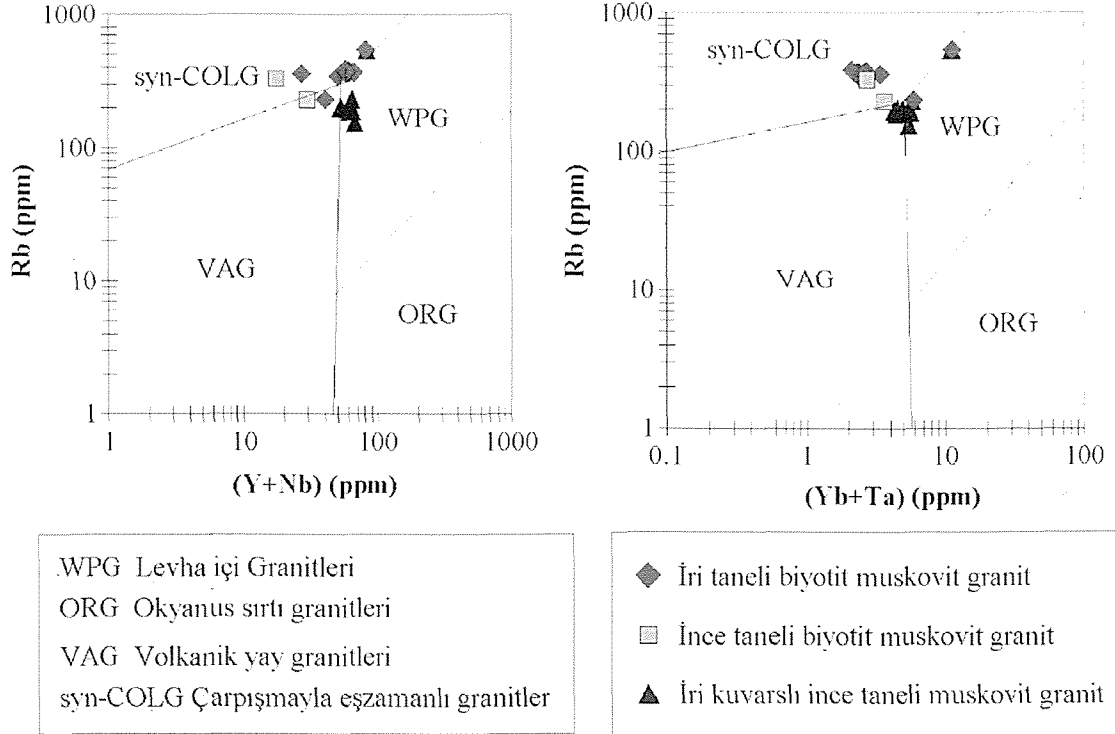 1000
100
10
1
Rb (ppm)
syn-COLG
WPG
VAG
ORG
1
10
100
1000
(Y+Nb) (ppm)
1000
100
10
1
Rb (ppm)
syn-COLG
WPG
VAG
ORG
0.1
1
10
100
(Yb+Ta) (ppm)
WPG Levha içi Granitleri
ORG Okyanus sırtı granitleri
VAG Volkanik yay granitleri
syn-COLG Çarpışmayla eşzamanlı granitler
İri taneli biyotit muskovit granit
İnce taneli biyotit muskovit granit
İri kuvarslı ince taneli muskovit granit